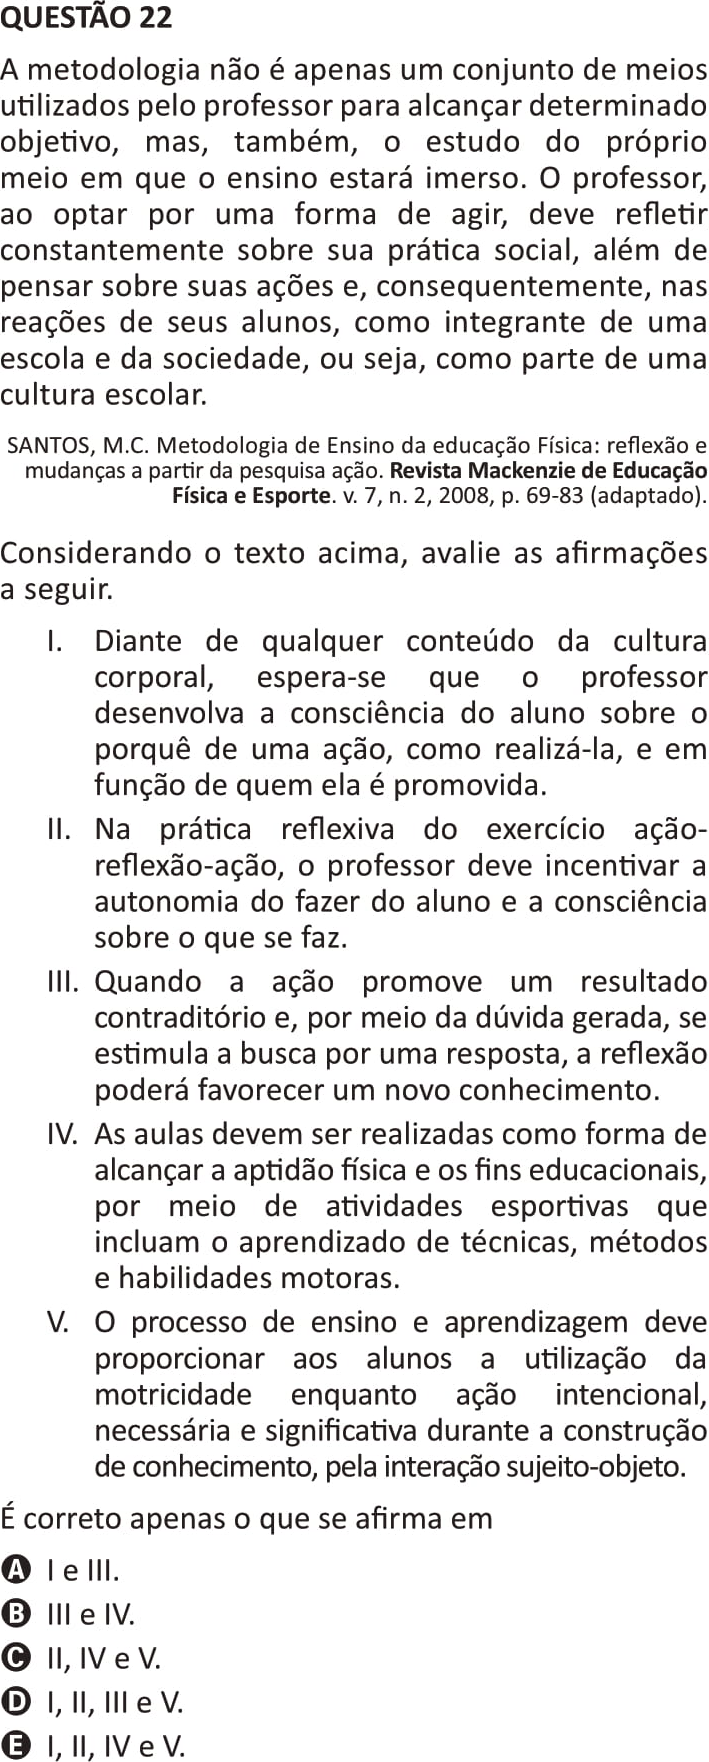 QUESTÃO 22
A metodologia não é apenas um conjunto de meios
utilizados pelo professor para alcançar determinado
objetivo, mas, também, o estudo do próprio
meio em que o ensino estará imerso. O professor,
ao optar por uma forma de agir, deve refletir
constantemente sobre sua prática social, além de
pensar sobre suas ações e, consequentemente, nas
reações de seus alunos, como integrante de uma
escola e da sociedade, ou seja, como parte de uma
cultura escolar.
SANTOS, M.C. Metodologia de Ensino da educação Física: reflexão e
mudanças a partir da pesquisa ação. Revista Mackenzie de Educação
Física e Esporte. v. 7, n. 2, 2008, p. 69-83 (adaptado).
Considerando o texto acima, avalie as afirmações
a seguir.
I. Diante de qualquer conteúdo da cultura
corporal, espera-se que o professor
desenvolva a consciência do aluno sobre o
porquê de uma ação, como realizá-la, e em
função de quem ela é promovida.
II. Na prática reflexiva do exercício ação-
reflexão-ação, o professor deve incentivar a
autonomia do fazer do aluno e a consciência
sobre o que se faz.
III. Quando a ação promove um resultado
contraditório e, por meio da dúvida gerada, se
estimula a busca por uma resposta, a reflexão
poderá favorecer um novo conhecimento.
IV. As aulas devem ser realizadas como forma de
alcançar a aptidão física e os fins educacionais,
por meio de atividades esportivas que
incluam o aprendizado de técnicas, métodos
e habilidades motoras.
V. O processo de ensino e aprendizagem deve
proporcionar aos alunos a utilização da
motricidade enquanto ação intencional,
necessária e significativa durante a construção
de conhecimento, pela interação sujeito-objeto.
É correto apenas o que se afirma em
A I e III.
B III e IV.
C II, IV e V.
D I, II, III e V.
E I, II, IV e V.